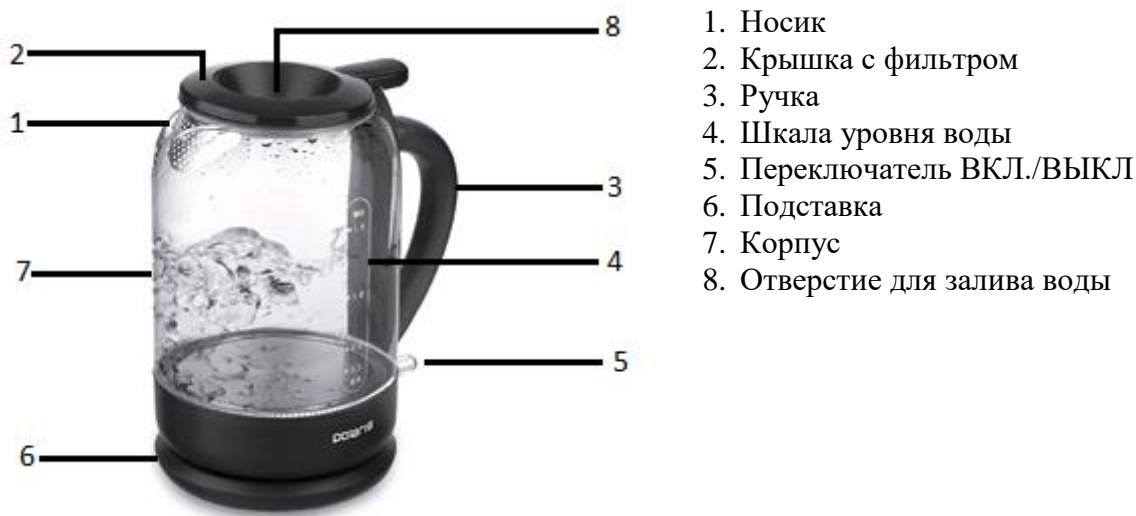 8
2
1
3
7
4
5
6
polaris
1. Носик
2. Крышка с фильтром
3. Ручка
4. Шкала уровня воды
5. Переключатель ВКЛ./ВЫКЛ
6. Подставка
7. Корпус
8. Отверстие для залива воды